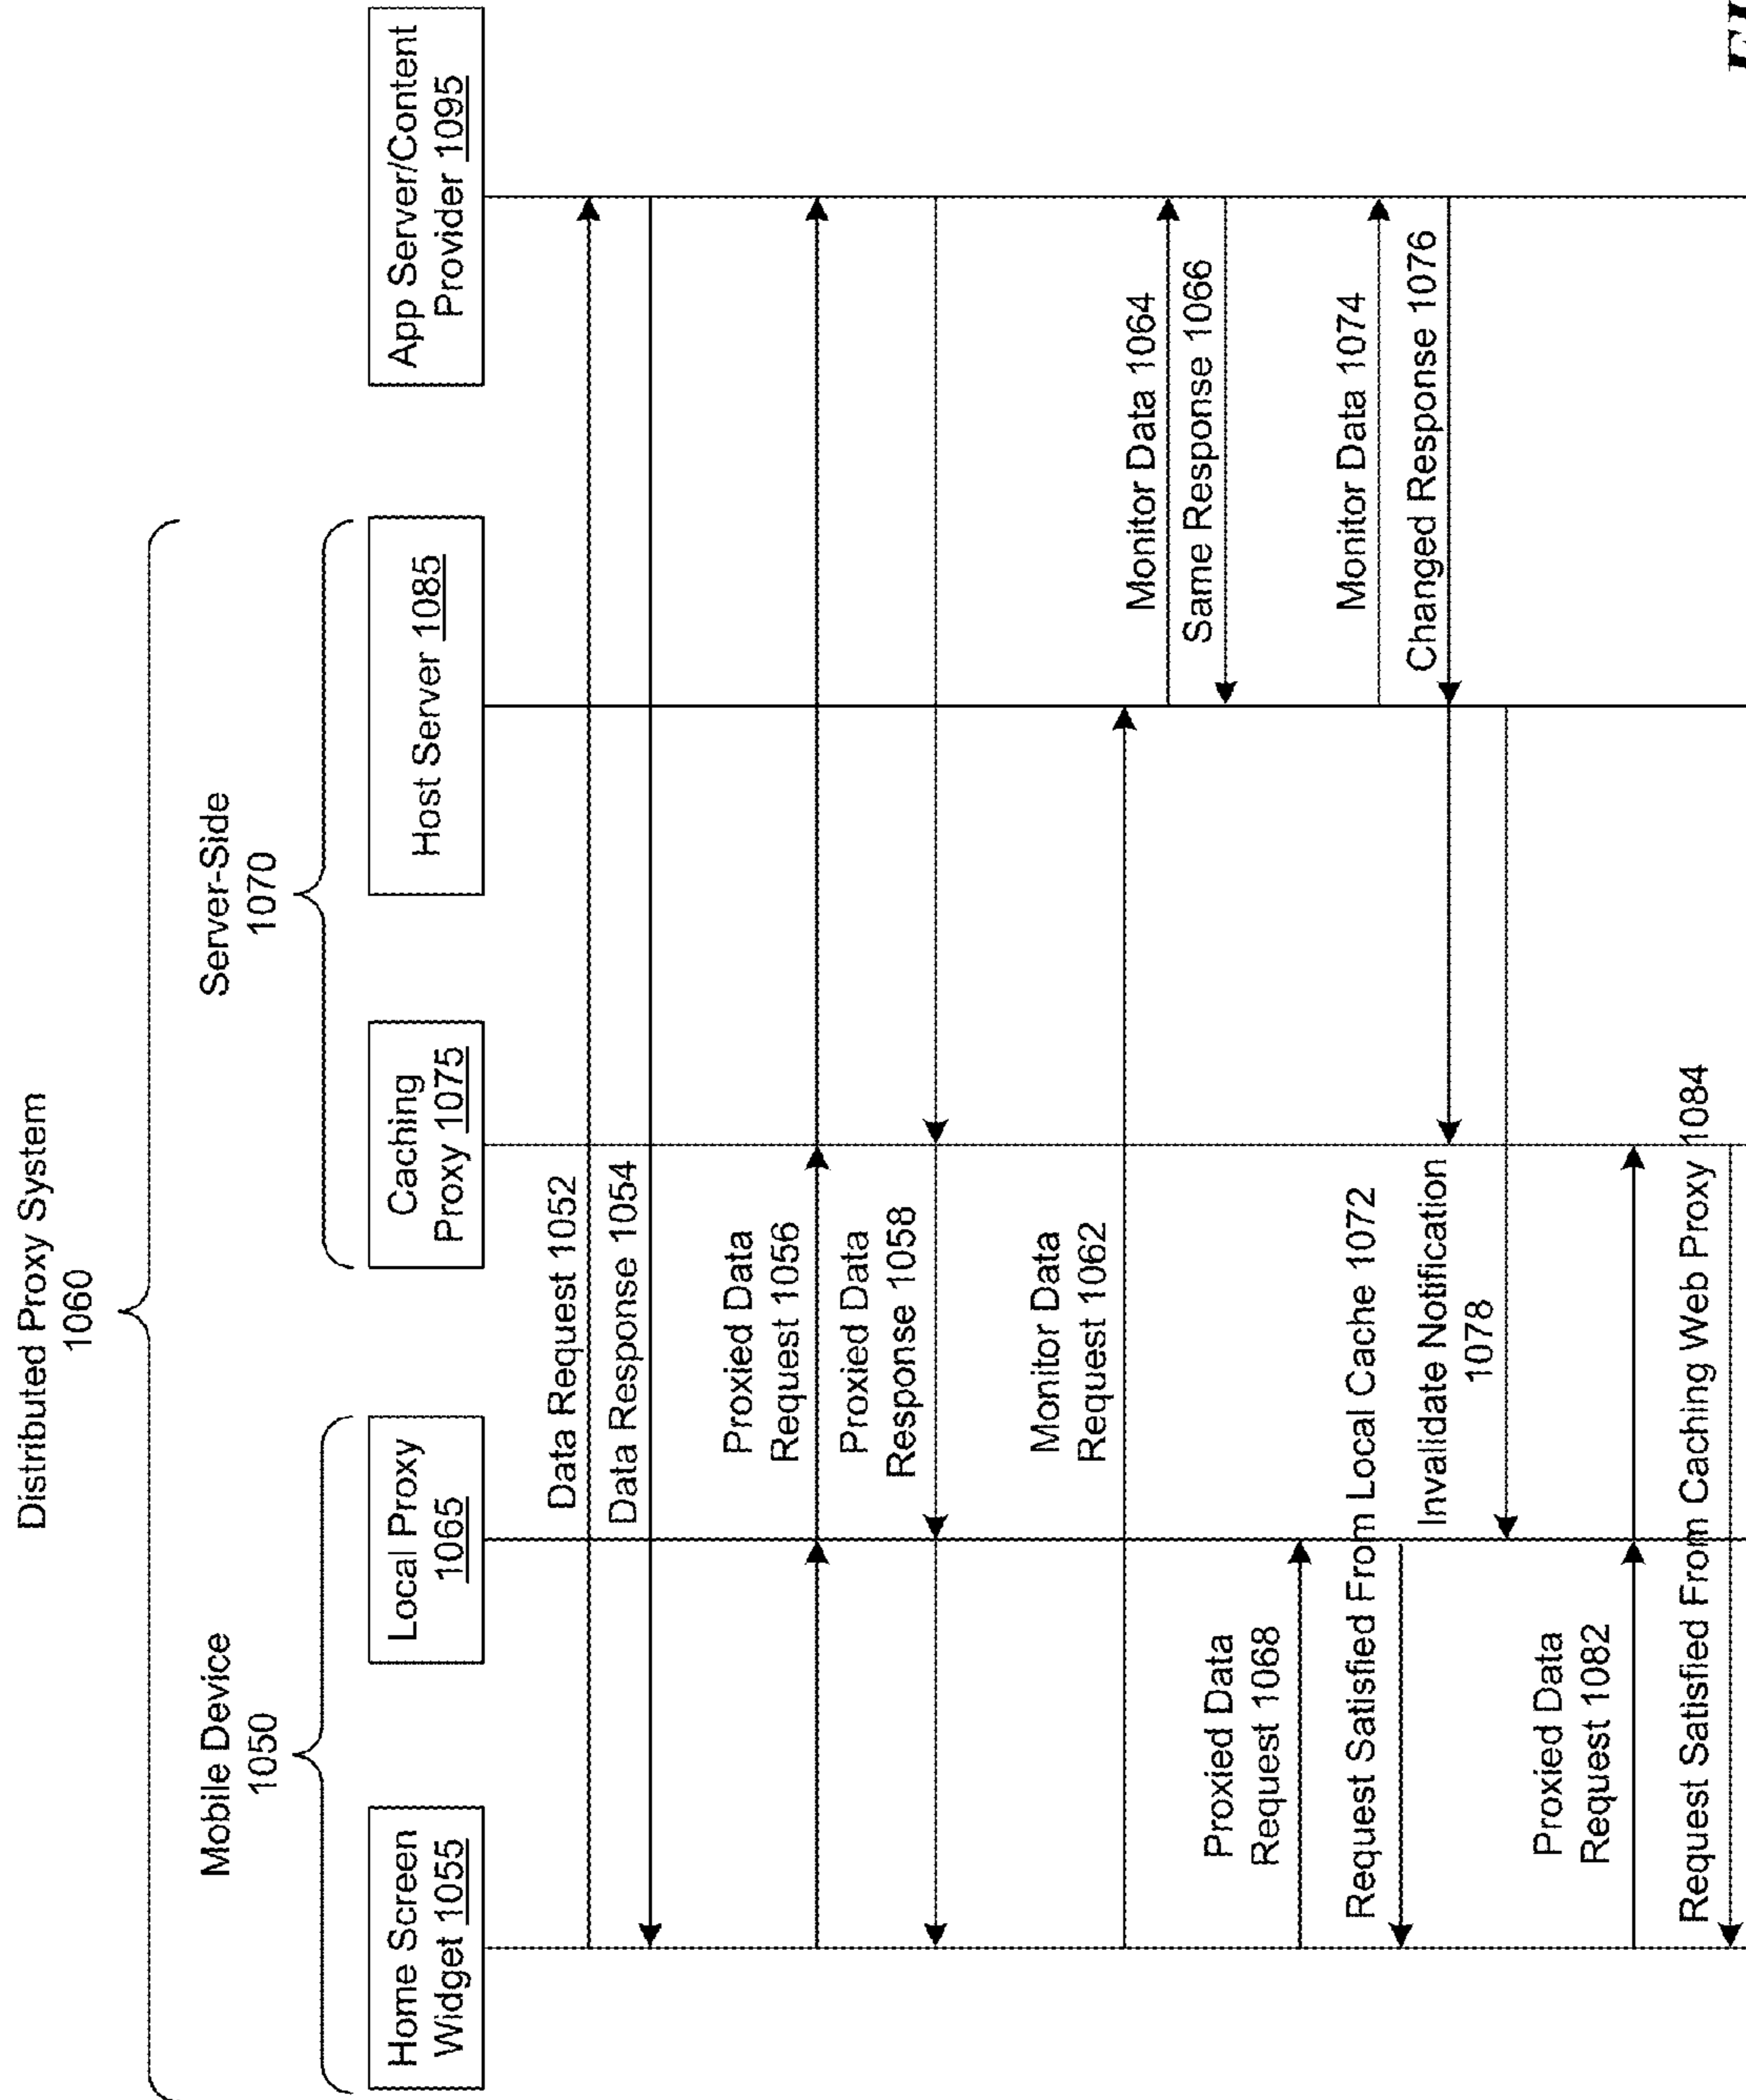 Distributed Proxy System
1060
Mobile Device
1050
Server-Side
1070
Home Screen
Widget 1055
Local Proxy
1065
Caching
Proxy 1075
Host Server 1085
App Server/Content
Provider 1095
Data Request 1052
Data Response 1054
Proxied Data
Request 1056
Proxied Data
Response 1058
Monitor Data
Request 1062
Monitor Data 1064
Same Response 1066
Proxied Data
Request 1068
Request Satisfied From Local Cache 1072
Monitor Data 1074
Changed Response 1076
Invalidate Notification
1078
Proxied Data
Request 1082
Request Satisfied From Caching Web Proxy 1084